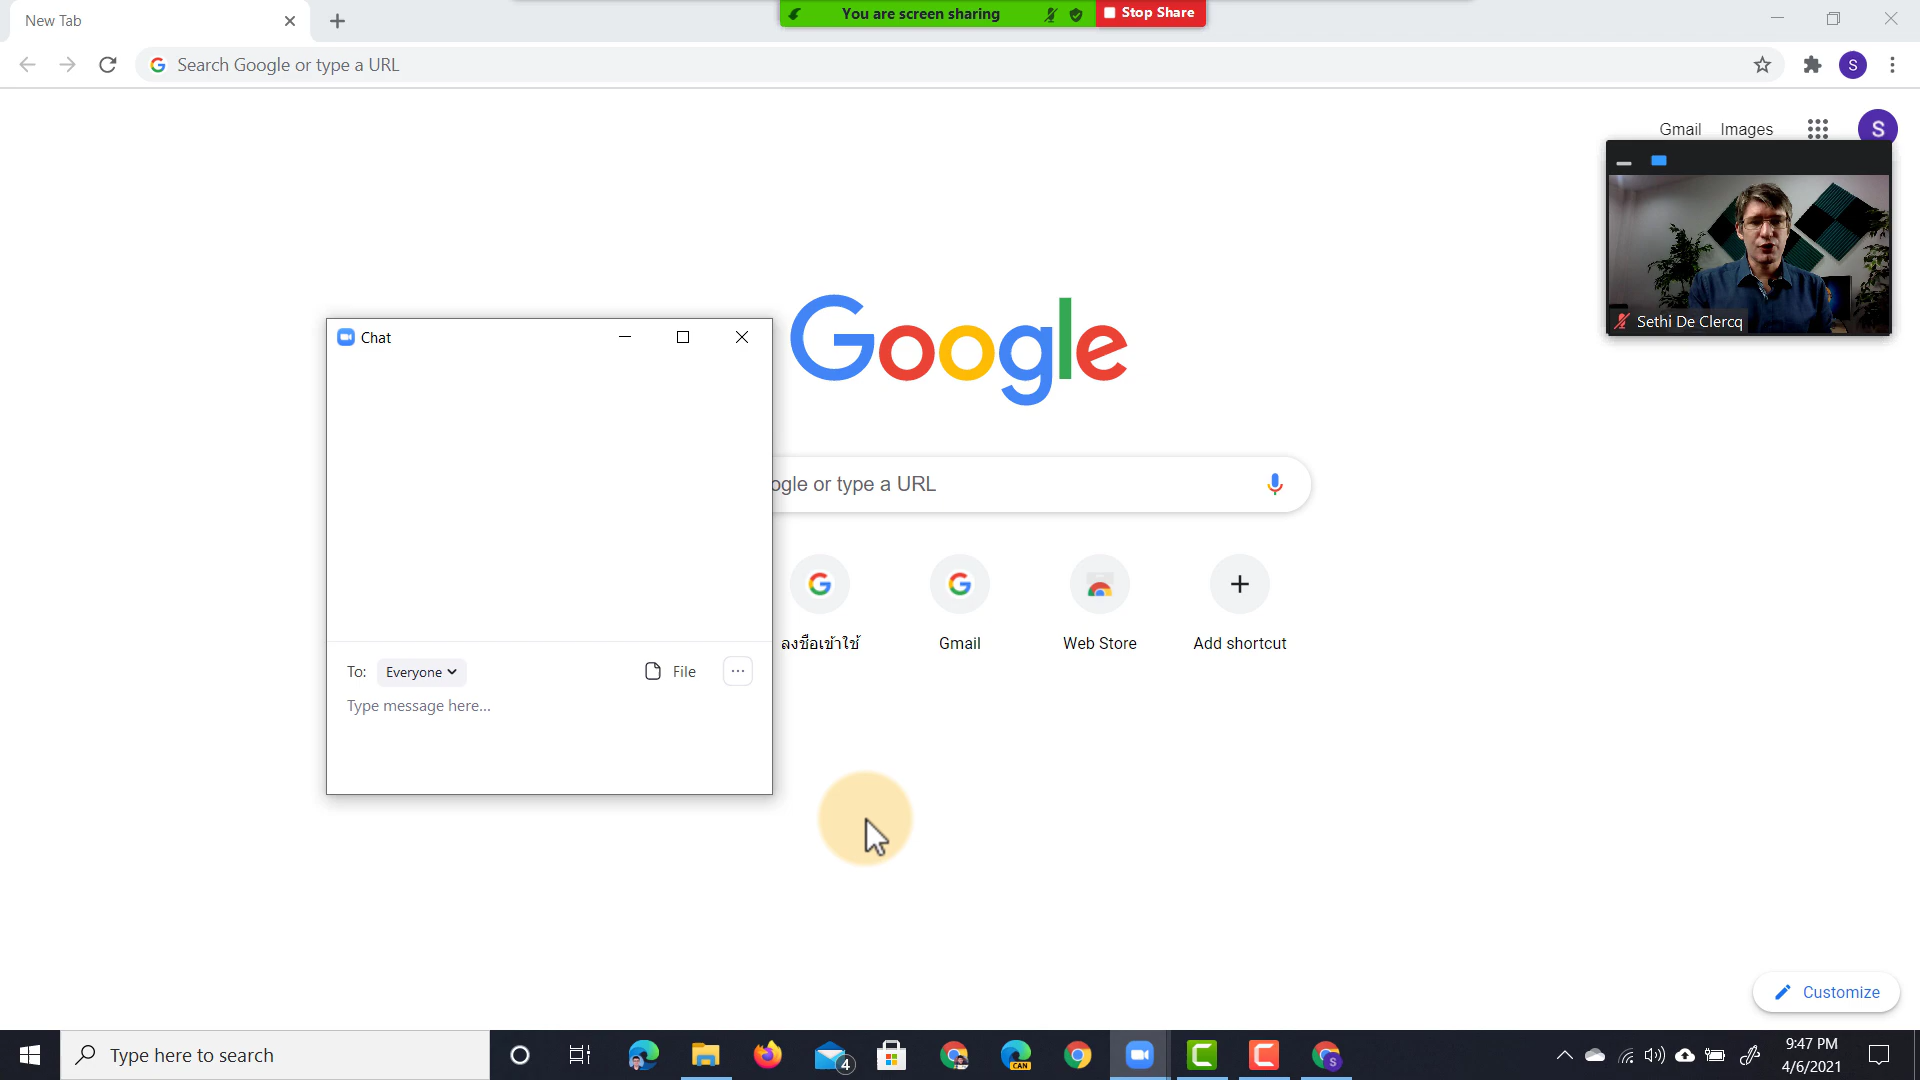 New Tab
You are screen sharing
Stop Share
Search Google or type a URL
S
Gmail Images
S
Sethi De Clercq
Google
Chat
ogle or type a URL
ลงชื่อเข้าใช้
Gmail
Web Store
Add shortcut
To: Everyone
File
Type message here...
Customize
Type here to search
4
CAN
S
9:47 PM
4/6/2021